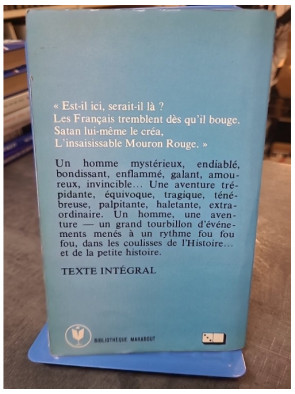 « Est-il ici, serait-il là ?
Les Français tremblent dès qu'il bouge.
Satan lui-même le créa,
L'insaisissable Mouron Rouge. »
Un homme mystérieux, endiablé,
bondissant, enflammé, galant, amou-
reux, invincible... Une aventure tré-
pidante, équivoque, tragique, téné-
breuse, palpitante, haletante, extra-
ordinaire. Un homme, une aven-
ture — un grand tourbillon d'événe-
ments menés à un rythme fou fou
fou, dans les coulisses de l'Histoire...
et de la petite histoire.
TEXTE INTÉGRAL
BIBLIOTHÈQUE MARABOUT